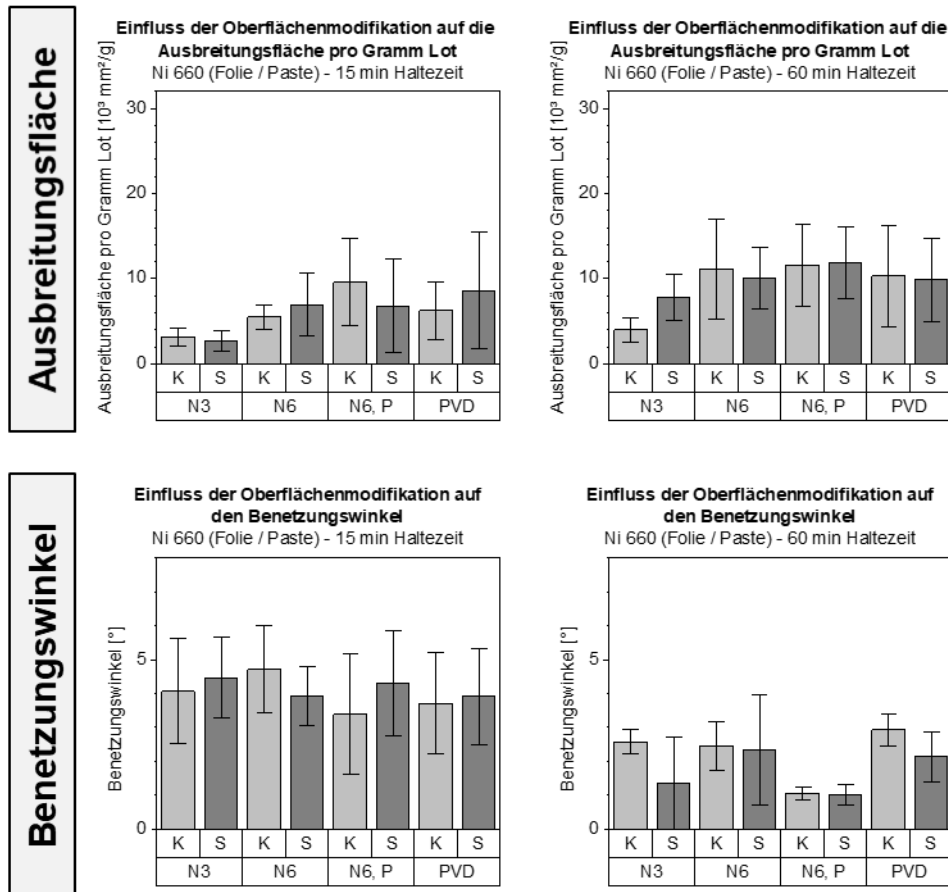 Ausbreitungsfläche
Einfluss der Oberflächenmodifikation auf die
Ausbreitungsfläche pro Gramm Lot
Ni 660 (Folie / Paste) - 15 min Haltezeit
Ausbreitungsfläche pro Gramm Lot [10³ mm²/g]
30
20
10
0
K S K S K S K S
N3 N6 N6, P PVD
Einfluss der Oberflächenmodifikation auf die
Ausbreitungsfläche pro Gramm Lot
Ni 660 (Folie / Paste) - 60 min Haltezeit
Ausbreitungsfläche pro Gramm Lot [10³ mm²/g]
30
20
10
0
K S K S K S K S
N3 N6 N6, P PVD
Benetzungswinkel
Einfluss der Oberflächenmodifikation auf
den Benetzungswinkel
Ni 660 (Folie / Paste) - 15 min Haltezeit
Benetzungswinkel [°]
5
0
K S K S K S K S
N3 N6 N6, P PVD
Einfluss der Oberflächenmodifikation auf
den Benetzungswinkel
Ni 660 (Folie / Paste) - 60 min Haltezeit
Benetzungswinkel [°]
5
0
K S K S K S K S
N3 N6 N6, P PVD